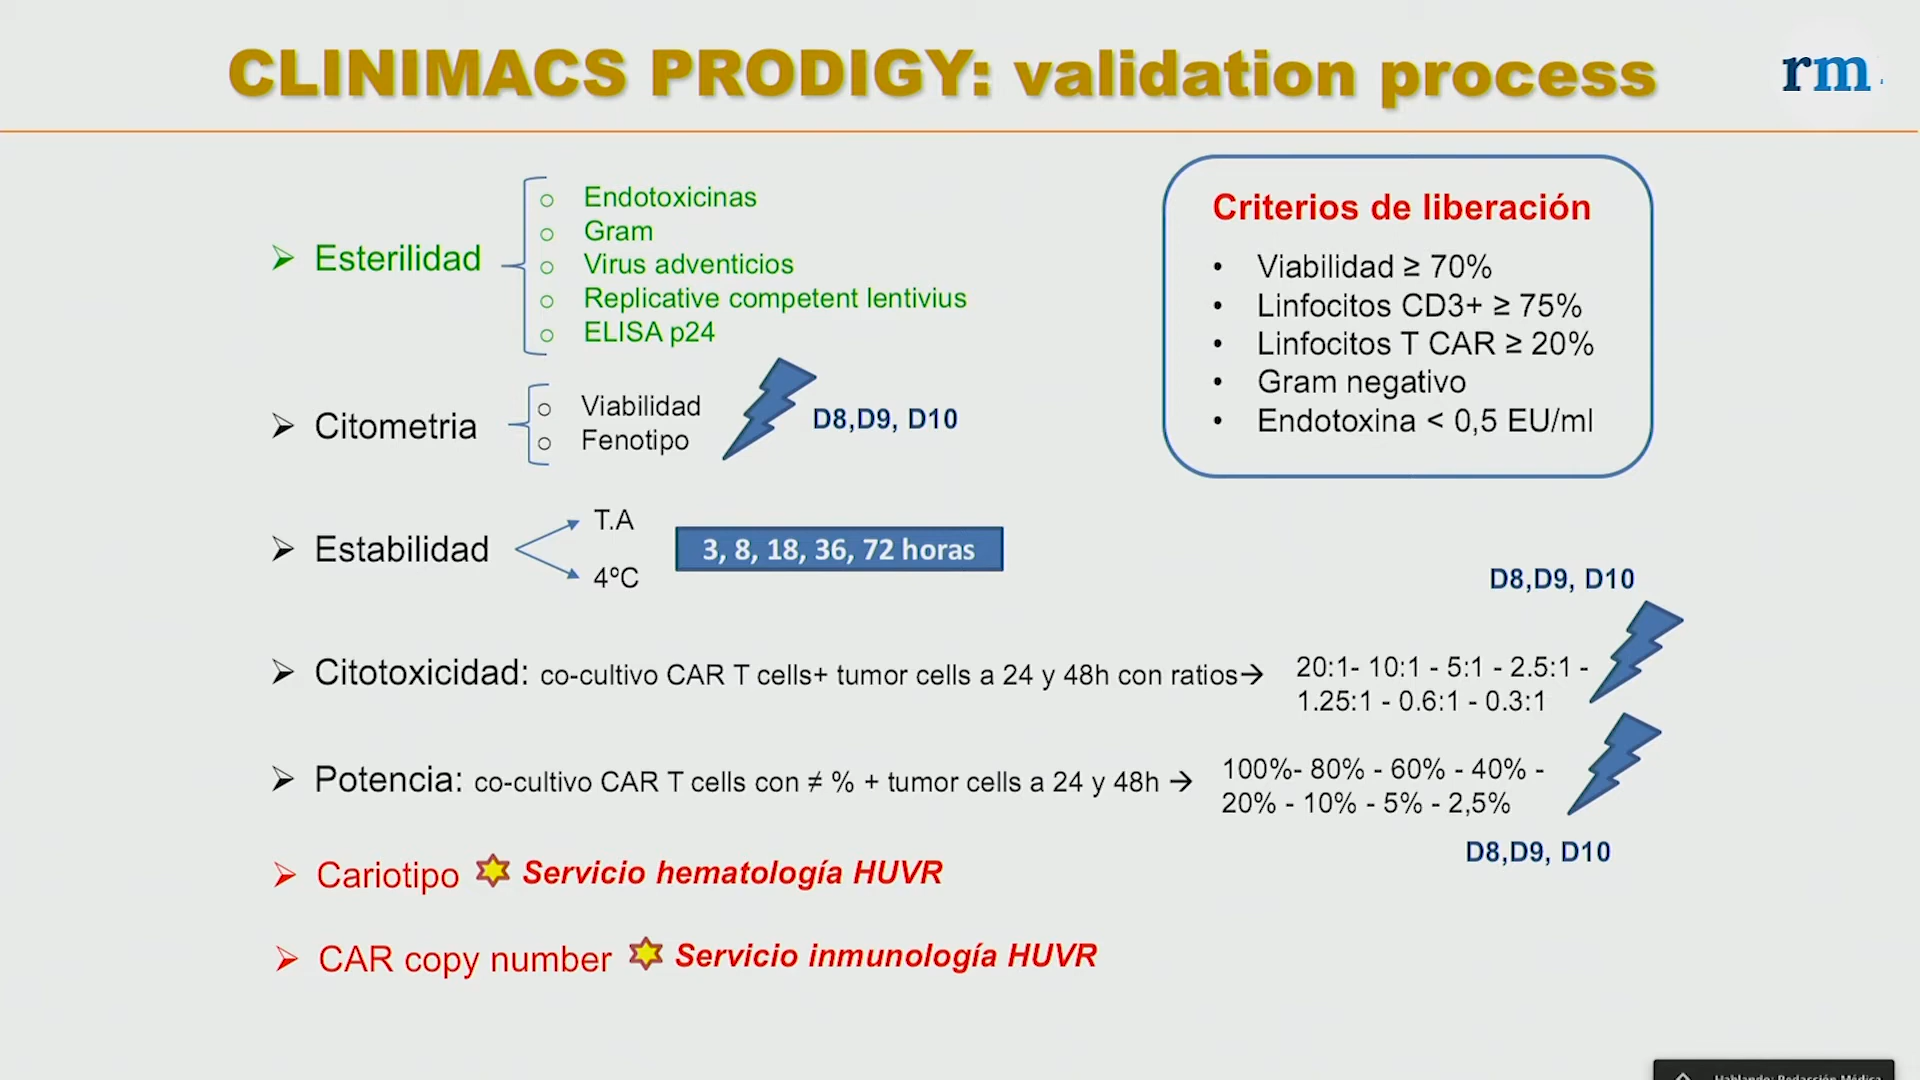 CLINIMACS PRODIGY: validation process
rm
Esterilidad
Endotoxicinas
Gram
Virus adventicios
Replicative competent lentivius
ELISA p24
Criterios de liberación
Viabilidad ≥ 70%
Linfocitos CD3+ ≥ 75%
Linfocitos T CAR ≥ 20%
Gram negativo
Endotoxina < 0,5 EU/ml
Citometria
Viabilidad
Fenotipo
D8,D9, D10
Estabilidad
T.A
4ºC
3, 8, 18, 36, 72 horas
D8,D9, D10
Citotoxicidad: co-cultivo CAR T cells+ tumor cells a 24 y 48h con ratios→
20:1- 10:1 - 5:1 - 2.5:1 -
1.25:1 - 0.6:1 - 0.3:1
Potencia: co-cultivo CAR T cells con ≠ % + tumor cells a 24 y 48h →
100%- 80% - 60% - 40% -
20% - 10% - 5% - 2,5%
D8,D9, D10
Cariotipo Servicio hematología HUVR
CAR copy number Servicio inmunología HUVR
Hablando: Redacción Médica